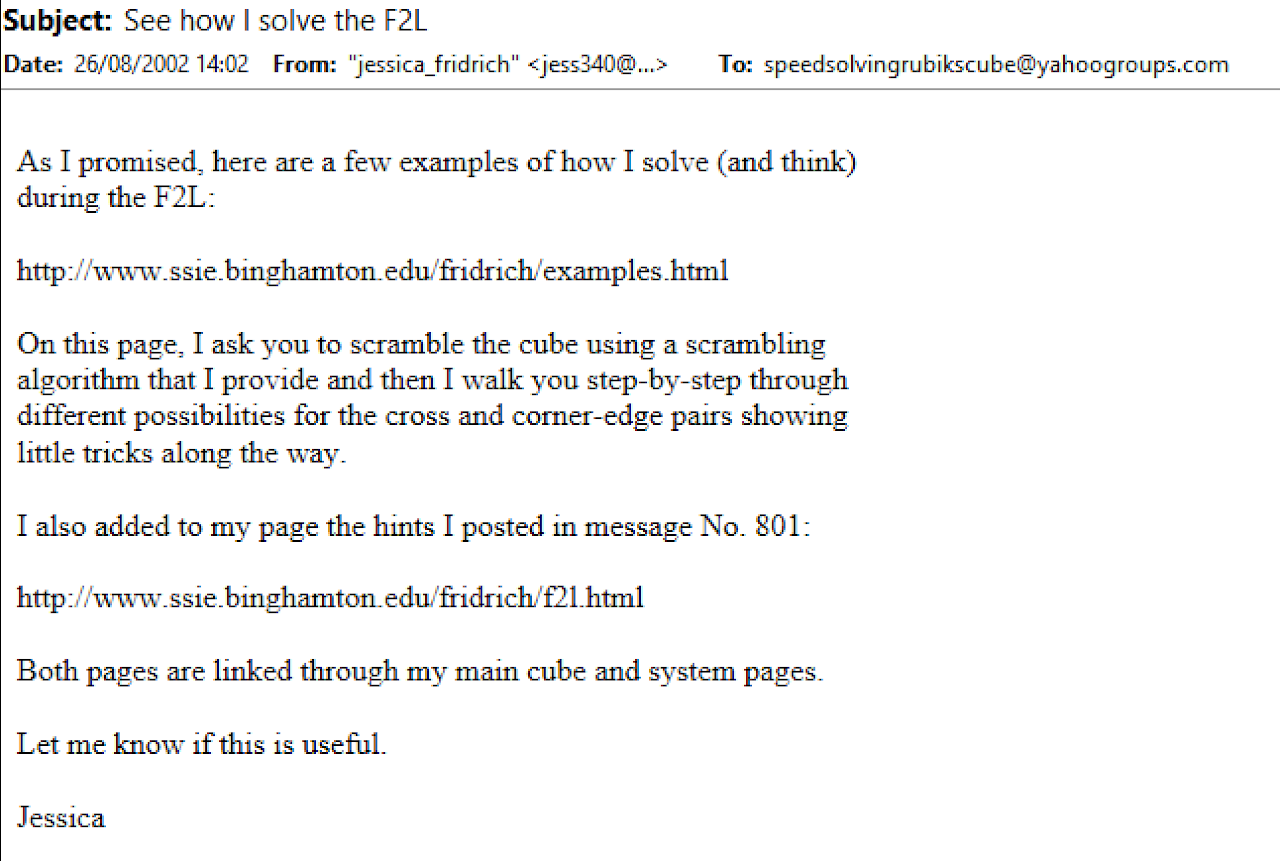 Subject: See how I solve the F2L
Date: 26/08/2002 14:02 From: "jessica_fridrich" <jess340@...> To: speedsolvingrubikscube@yahoogroups.com
As I promised, here are a few examples of how I solve (and think)
during the F2L:
http://www.ssie.binghamton.edu/fridrich/examples.html
On this page, I ask you to scramble the cube using a scrambling
algorithm that I provide and then I walk you step-by-step through
different possibilities for the cross and corner-edge pairs showing
little tricks along the way.
I also added to my page the hints I posted in message No. 801:
http://www.ssie.binghamton.edu/fridrich/f2l.html
Both pages are linked through my main cube and system pages.
Let me know if this is useful.
Jessica